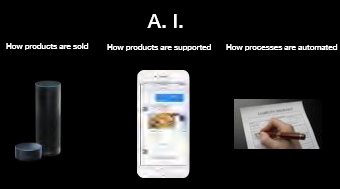 A. I.
How products are sold
How products are supported
How processes are automated